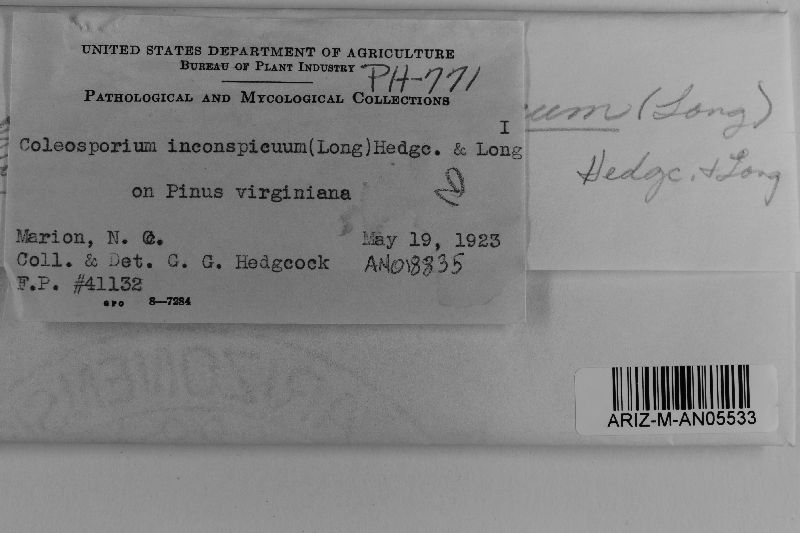 UNITED STATES DEPARTMENT OF AGRICULTURE
BUREAU OF PLANT INDUSTRY
PH-771
PATHOLOGICAL AND MYCOLOGICAL COLLECTIONS
I
Coleosporium inconspicuum(Long)Hedgc. & Long
on Pinus virginiana
Marion, N. C. May 19, 1923
Coll. & Det. G. G. Hedgcock AN018835
F.P. #41132
GPO 8—7284
cuum (Long)
Hedgc. & Long
ARIZ-M-AN05533